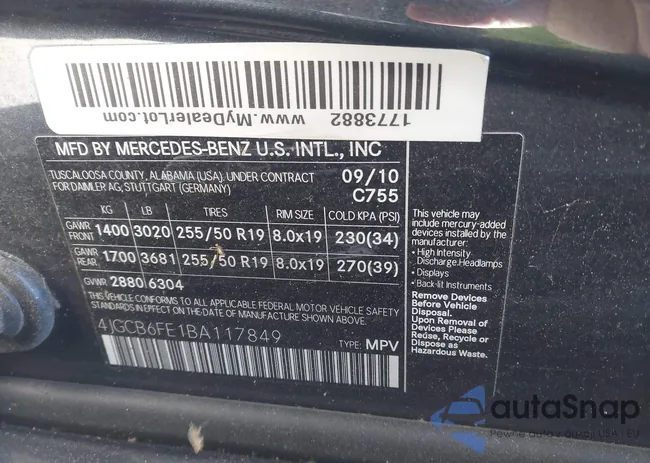 www.MyDealerLot.com
1773882
MFD BY MERCEDES-BENZ U.S. INTL., INC
TUSCALOOSA COUNTY, ALABAMA (USA). UNDER CONTRACT
FOR DAIMLER AG; STUTTGART (GERMANY)
09/10
C755
KG LB TIRES RIM SIZE COLD KPA (PSI)
GAWR FRONT 1400 3020 255/50 R19 8.0x19 230(34)
GAWR REAR 1700 3681 255/50 R19 8.0x19 270(39)
GVWR 2880 6304
THIS VEHICLE CONFORMS TO ALL APPLICABLE FEDERAL MOTOR VEHICLE SAFETY
STANDARDS IN EFFECT ON THE DATE OF MANUFACTURE SHOWN ABOVE.
4JGCB6FE1BA117849
TYPE: MPV
This vehicle may
include mercury-added
devices installed by the
manufacturer:
• High Intensity
Discharge.Headlamps
• Displays
• Back-lit Instruments
Remove Devices
Before Vehicle
Disposal.
Upon Removal of
Devices Please
Reuse, Recycle or
Dispose as
Hazardous Waste.
autaSnap
Pewne auto z aukcji USA i EU